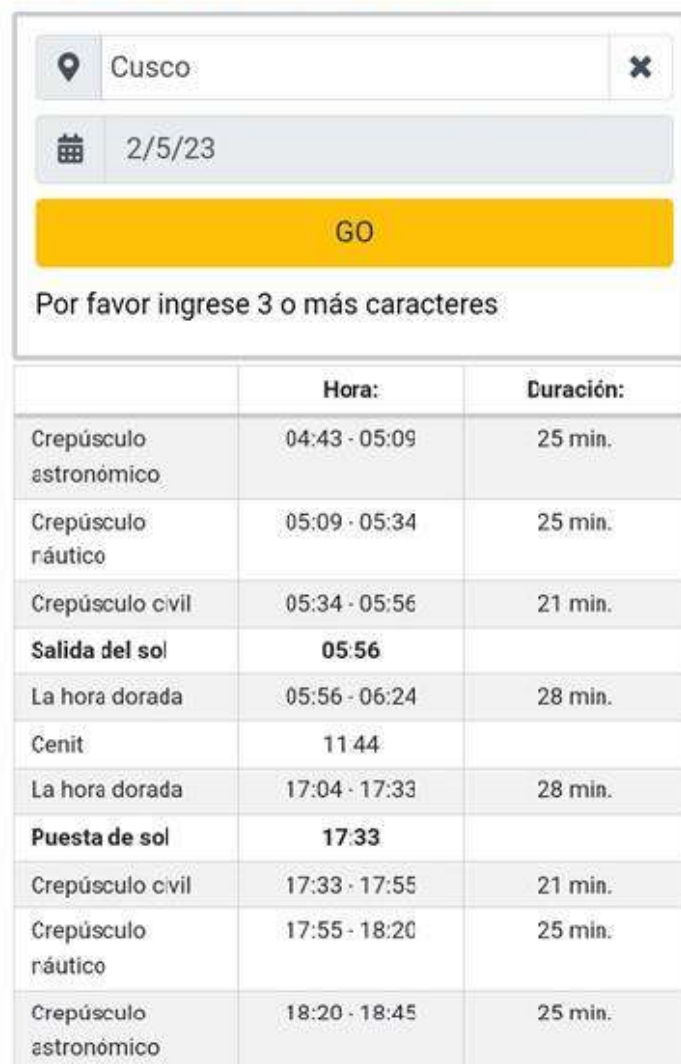 Cusco
2/5/23
GO
Por favor ingrese 3 o más caracteres
Hora: Duración:
Crepúsculo 04:43 - 05:09 25 min.
astronómico
Crepúsculo 05:09 - 05:34 25 min.
náutico
Crepúsculo civil 05:34 - 05:56 21 min.
Salida del sol 05:56
La hora dorada 05:56 - 06:24 28 min.
Cenit 11:44
La hora dorada 17:04 - 17:33 28 min.
Puesta de sol 17:33
Crepúsculo civil 17:33 - 17:55 21 min.
Crepúsculo 17:55 - 18:20 25 min.
náutico
Crepúsculo 18:20 - 18:45 25 min.
astronómico